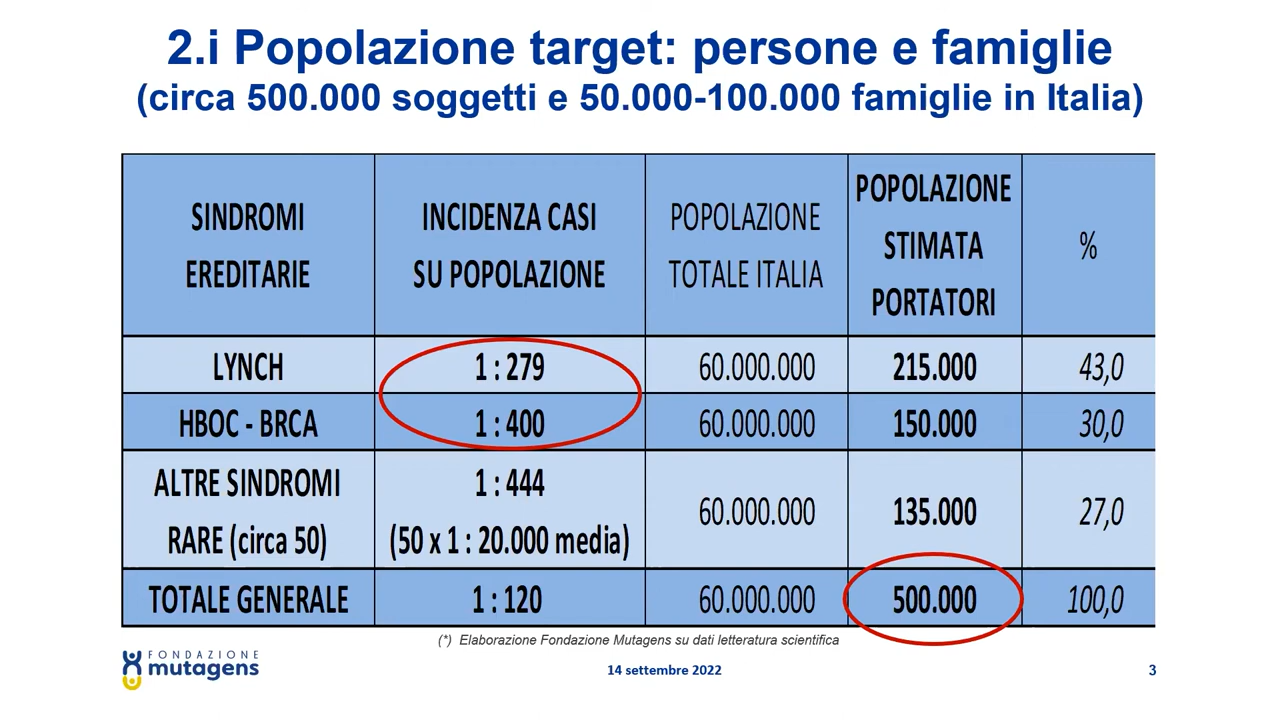 2.i Popolazione target: persone e famiglie
(circa 500.000 soggetti e 50.000-100.000 famiglie in Italia)
SINDROMI EREDITARIE
INCIDENZA CASI SU POPOLAZIONE
POPOLAZIONE TOTALE ITALIA
POPOLAZIONE STIMATA PORTATORI
%
LYNCH 1 : 279 60.000.000 215.000 43,0
HBOC - BRCA 1 : 400 60.000.000 150.000 30,0
ALTRE SINDROMI RARE (circa 50) 1 : 444 (50 x 1 : 20.000 media) 60.000.000 135.000 27,0
TOTALE GENERALE 1 : 120 60.000.000 500.000 100,0
(*) Elaborazione Fondazione Mutagens su dati letteratura scientifica
FONDAZIONE
mutagens
14 settembre 2022
3